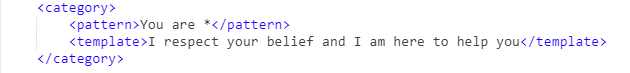 <category>
<pattern>You are *</pattern>
<template>I respect your belief and I am here to help you</template>
</category>